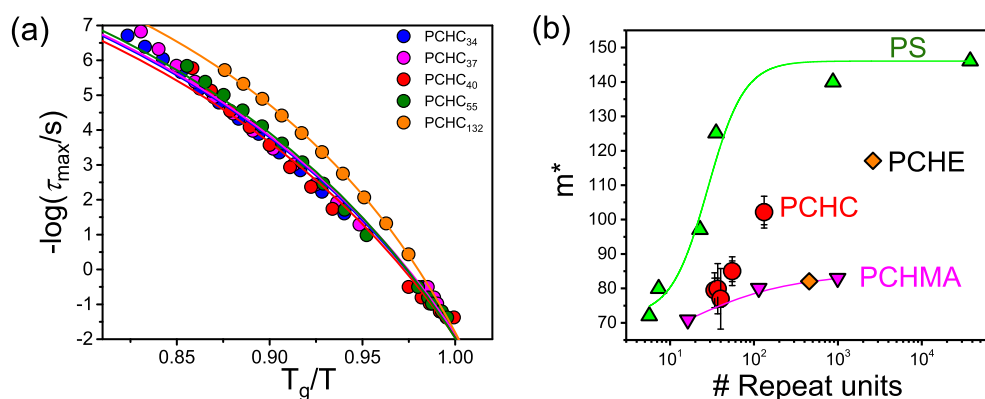 (a)
-log(τmax/s)
7
6
5
4
3
2
1
0
-1
-2
0.85
0.90
0.95
1.00
Tg/T
PCHC34
PCHC37
PCHC40
PCHC55
PCHC132
(b)
m*
150
140
130
120
110
100
90
80
70
10¹
10²
10³
10⁴
# Repeat units
PS
PCHE
PCHC
PCHMA